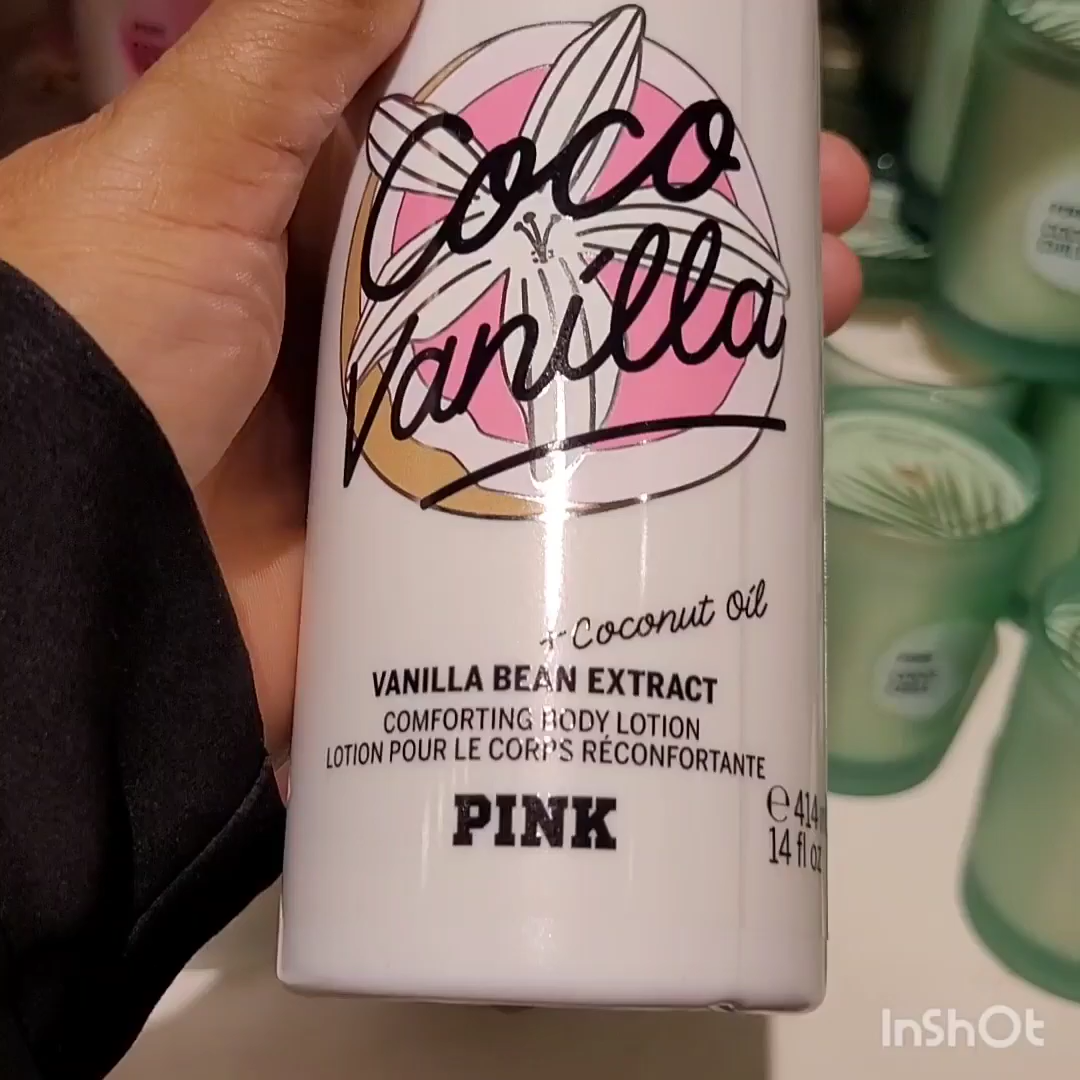 Coco
Vanilla
+ Coconut Oil
VANILLA BEAN EXTRACT
COMFORTING BODY LOTION
LOTION POUR LE CORPS RÉCONFORTANTE
PINK
℮ 414
14 fl oz
InShOt